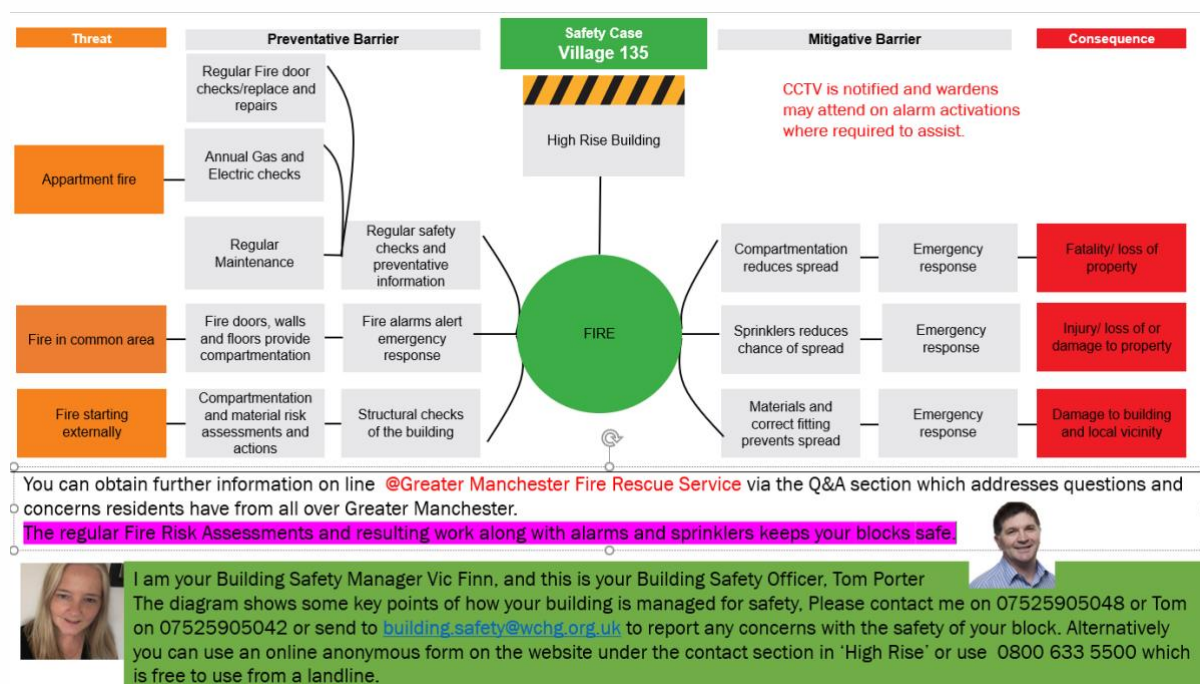 Threat
Preventative Barrier
Safety Case
Village 135
Mitigative Barrier
Consequence
Regular Fire door
checks/replace and
repairs
High Rise Building
CCTV is notified and wardens
may attend on alarm activations
where required to assist.
Appartment fire
Annual Gas and
Electric checks
Regular
Maintenance
Regular safety
checks and
preventative
information
Compartmentation
reduces spread
Emergency
response
Fatality/ loss of
property
Fire in common area
Fire doors, walls
and floors provide
compartmentation
Fire alarms alert
emergency
response
FIRE
Sprinklers reduces
chance of spread
Emergency
response
Injury/ loss of or
damage to property
Fire starting
externally
Compartmentation
and material risk
assessments and
actions
Structural checks
of the building
Materials and
correct fitting
prevents spread
Emergency
response
Damage to building
and local vicinity
You can obtain further information on line @Greater Manchester Fire Rescue Service via the Q&A section which addresses questions and
concerns residents have from all over Greater Manchester.
The regular Fire Risk Assessments and resulting work along with alarms and sprinklers keeps your blocks safe.
I am your Building Safety Manager Vic Finn, and this is your Building Safety Officer, Tom Porter
The diagram shows some key points of how your building is managed for safety, Please contact me on 07525905048 or Tom
on 07525905042 or send to building.safety@wchg.org.uk to report any concerns with the safety of your block. Alternatively
you can use an online anonymous form on the website under the contact section in ‘High Rise’ or use 0800 633 5500 which
is free to use from a landline.